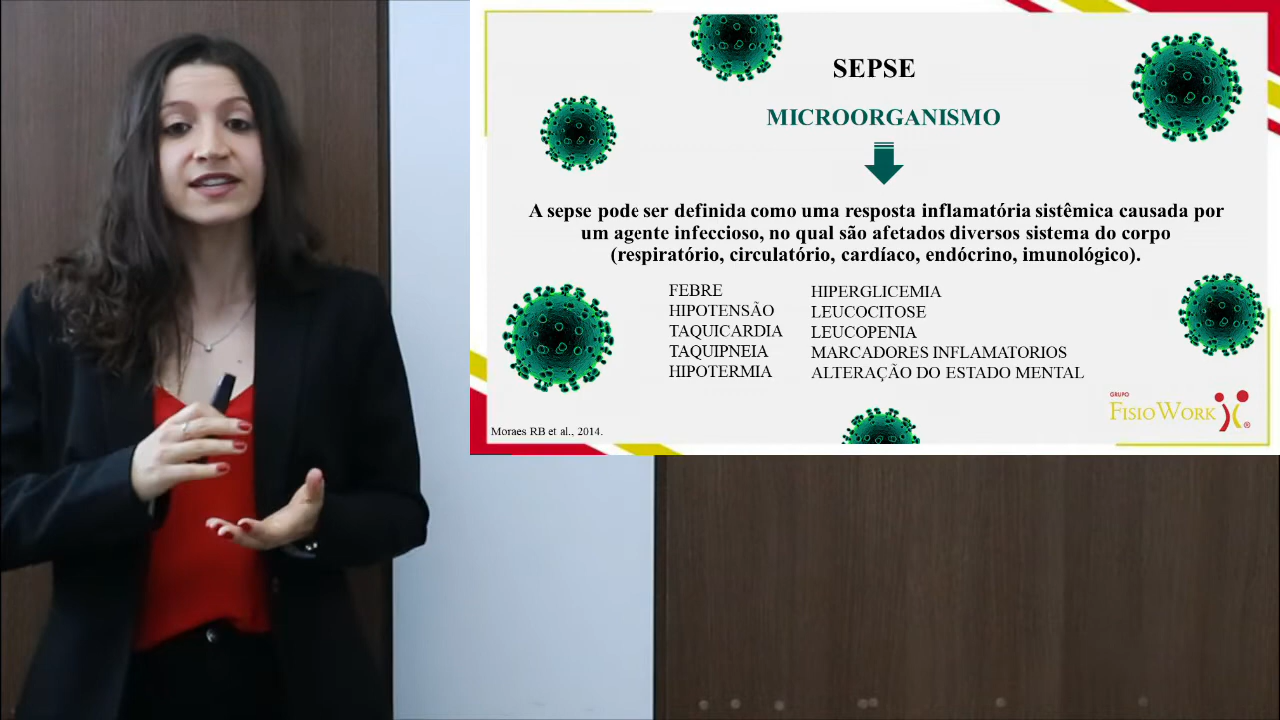 SEPSE
MICROORGANISMO
A sepse pode ser definida como uma resposta inflamatória sistêmica causada por
um agente infeccioso, no qual são afetados diversos sistema do corpo
(respiratório, circulatório, cardíaco, endócrino, imunológico).
FEBRE
HIPOTENSÃO
TAQUICARDIA
TAQUIPNEIA
HIPOTERMIA
HIPERGLICEMIA
LEUCOCITOSE
LEUCOPENIA
MARCADORES INFLAMATORIOS
ALTERAÇÃO DO ESTADO MENTAL
GRUPO
FISIOWORK ®
Moraes RB et al., 2014.